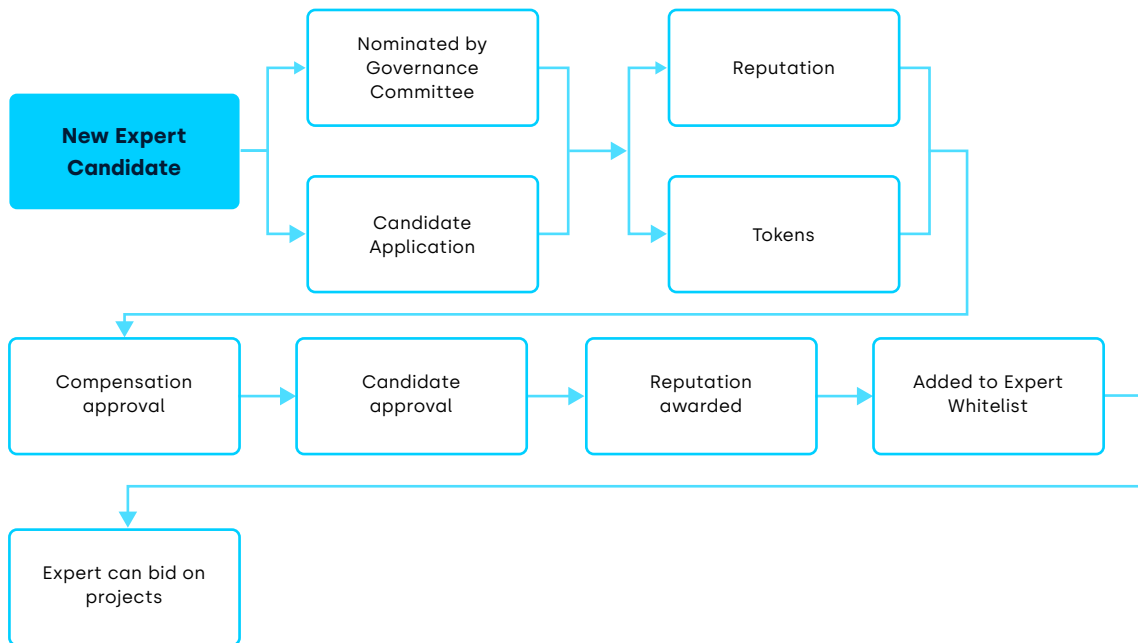 New Expert
Candidate
Nominated by
Governance
Committee
Candidate
Application
Reputation
Tokens
Compensation
approval
Candidate
approval
Reputation
awarded
Added to Expert
Whitelist
Expert can bid on
projects